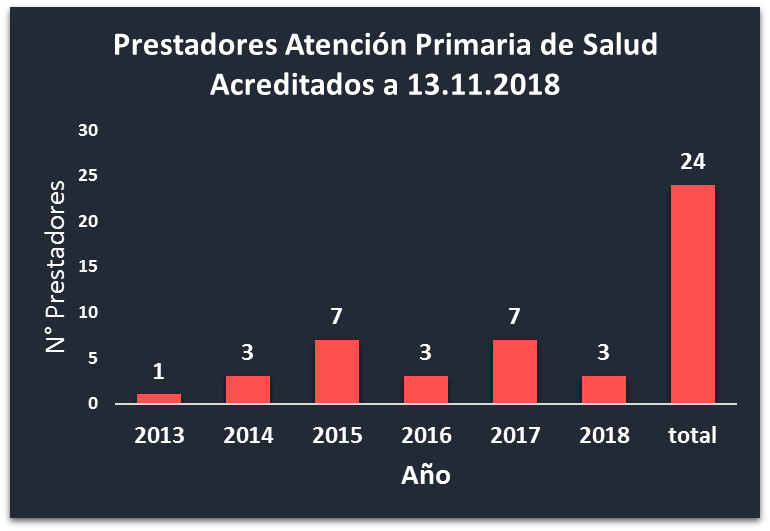 Prestadores Atención Primaria de Salud
Acreditados a 13.11.2018
N° Prestadores
30
25
20
15
10
5
0
1
3
7
3
7
3
24
2013 2014 2015 2016 2017 2018 total
Año